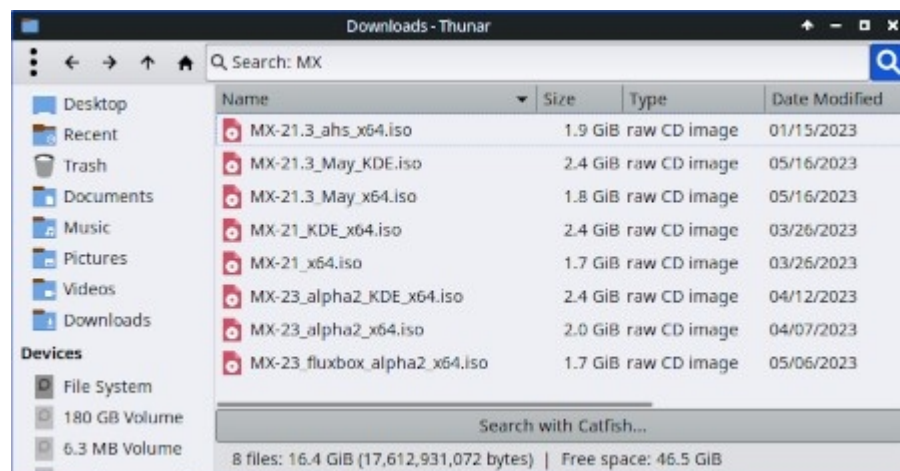 Downloads - Thunar
Search: MX
Desktop
Recent
Trash
Documents
Music
Pictures
Videos
Downloads
Devices
File System
180 GB Volume
6.3 MB Volume
Name Size Type Date Modified
MX-21.3_ahs_x64.iso 1.9 GiB raw CD image 01/15/2023
MX-21.3_May_KDE.iso 2.4 GiB raw CD image 05/16/2023
MX-21.3_May_x64.iso 1.8 GiB raw CD image 05/16/2023
MX-21_KDE_x64.iso 2.4 GiB raw CD image 03/26/2023
MX-21_x64.iso 1.7 GiB raw CD image 03/26/2023
MX-23_alpha2_KDE_x64.iso 2.4 GiB raw CD image 04/12/2023
MX-23_alpha2_x64.iso 2.0 GiB raw CD image 04/07/2023
MX-23_fluxbox_alpha2_x64.iso 1.7 GiB raw CD image 05/06/2023
Search with Catfish...
8 files: 16.4 GiB (17,612,931,072 bytes) | Free space: 46.5 GiB